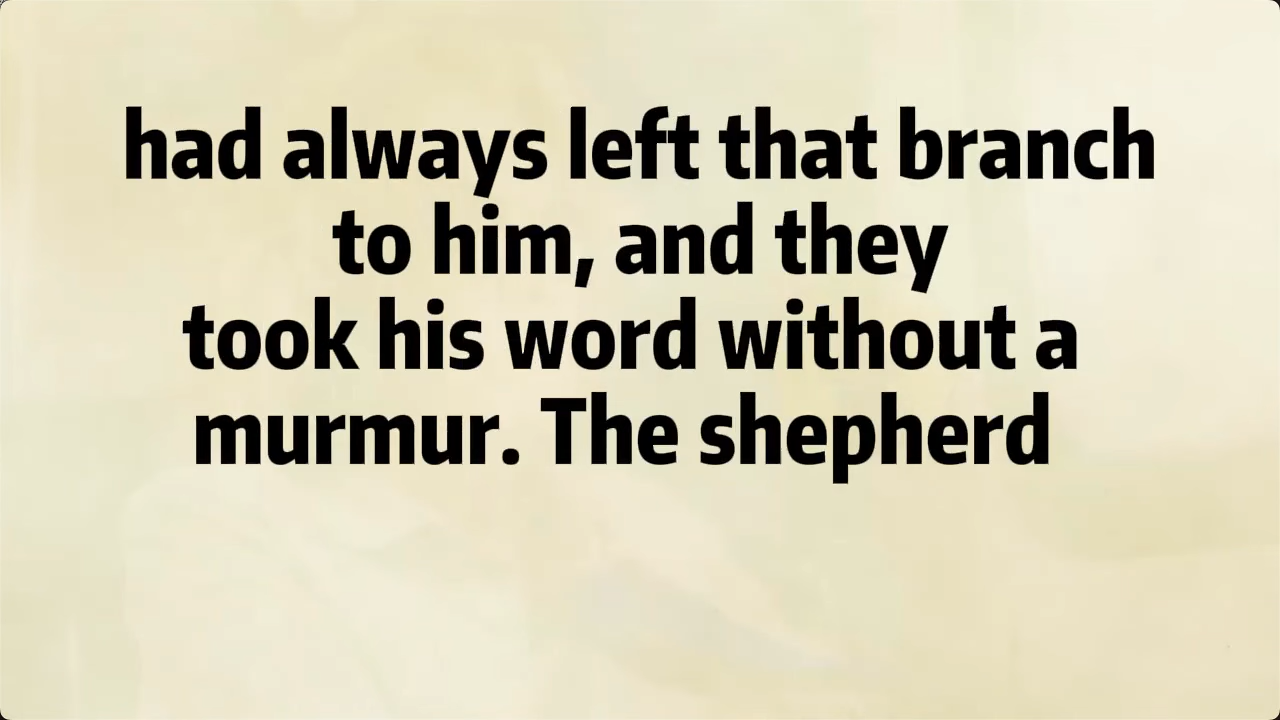 had always left that branch
to him, and they
took his word without a
murmur. The shepherd